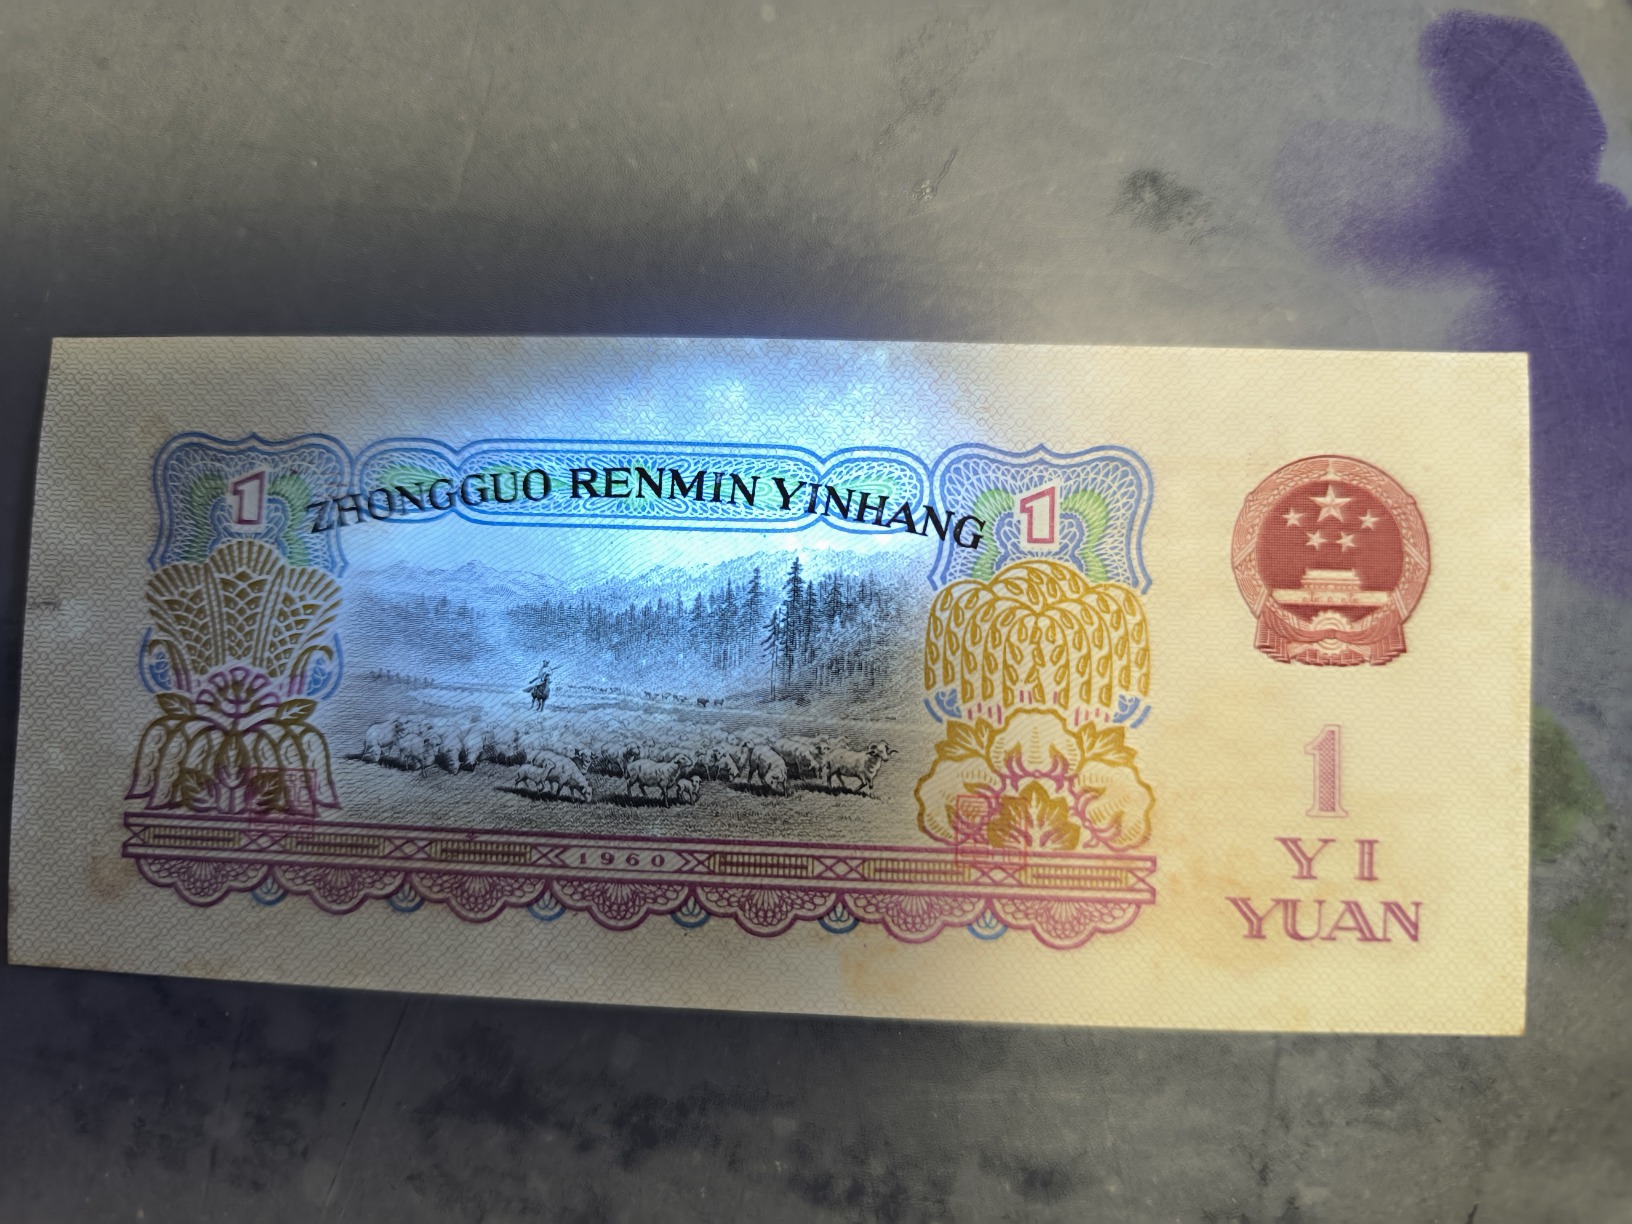 1
ZHONGGUO RENMIN YINHANG
1
1
YI
YUAN
1960